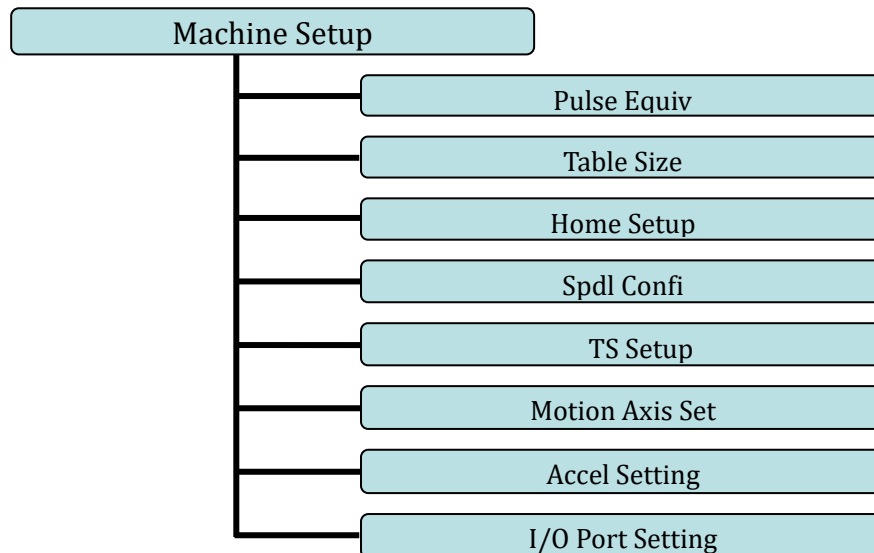 Machine Setup
Pulse Equiv
Table Size
Home Setup
Spdl Confi
TS Setup
Motion Axis Set
Accel Setting
I/O Port Setting